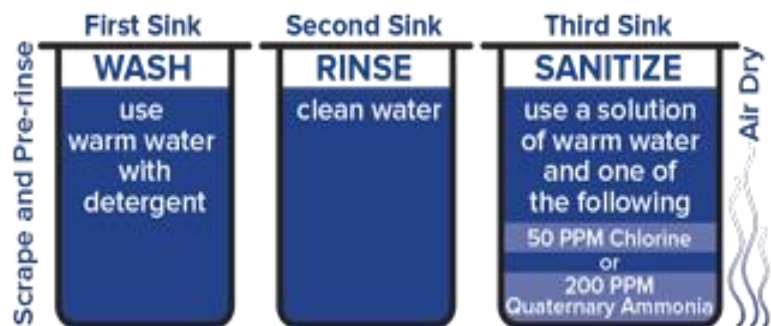 Scrape and Pre-rinse
First Sink
WASH
use
warm water
with
detergent
Second Sink
RINSE
clean water
Third Sink
SANITIZE
use a solution
of warm water
and one of
the following
50 PPM Chlorine
or
200 PPM
Quaternary Ammonia
Air Dry